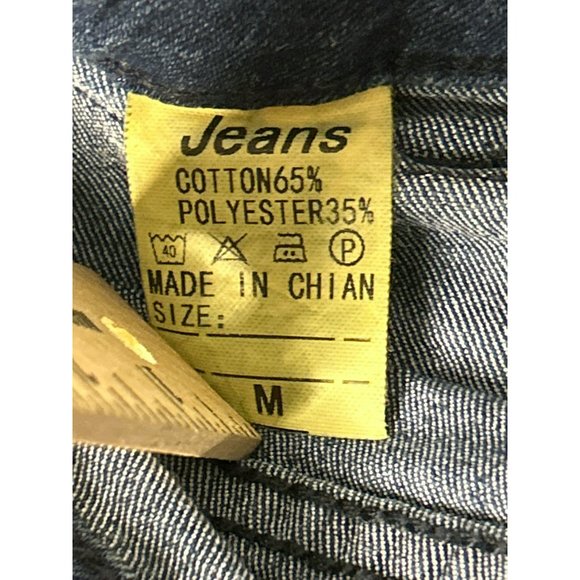 Jeans
COTTON65%
POLYESTER35%
40 P
MADE IN CHIAN
SIZE:
M